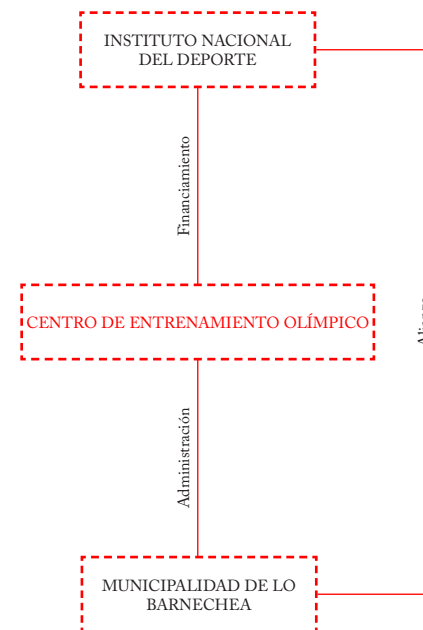 INSTITUTO NACIONAL
DEL DEPORTE
Financiamiento
CENTRO DE ENTRENAMIENTO OLÍMPICO
Administración
MUNICIPALIDAD DE LO
BARNECHEA